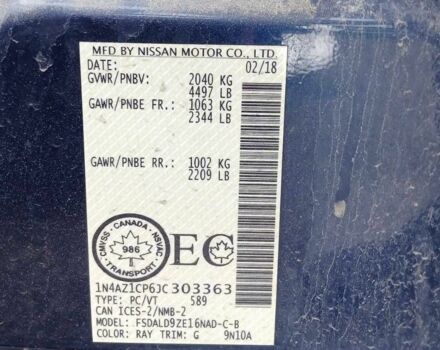 MFD BY NISSAN MOTOR CO., LTD.
DATE: 02/18
GVWR/PNBV: 2040 KG
4497 LB
GAWR/PNBE FR.: 1063 KG
2344 LB
GAWR/PNBE RR.: 1002 KG
2209 LB
CMVSS · CANADA · NSVAC
986
TRANSPORT
EC
1N4AZ1CP6JC303363
TYPE: PC/VT 589
CAN ICES-2/NMB-2
MODEL: FSDALD9ZE16NAD-C-B
COLOR: RAY TRIM: G 9N10A